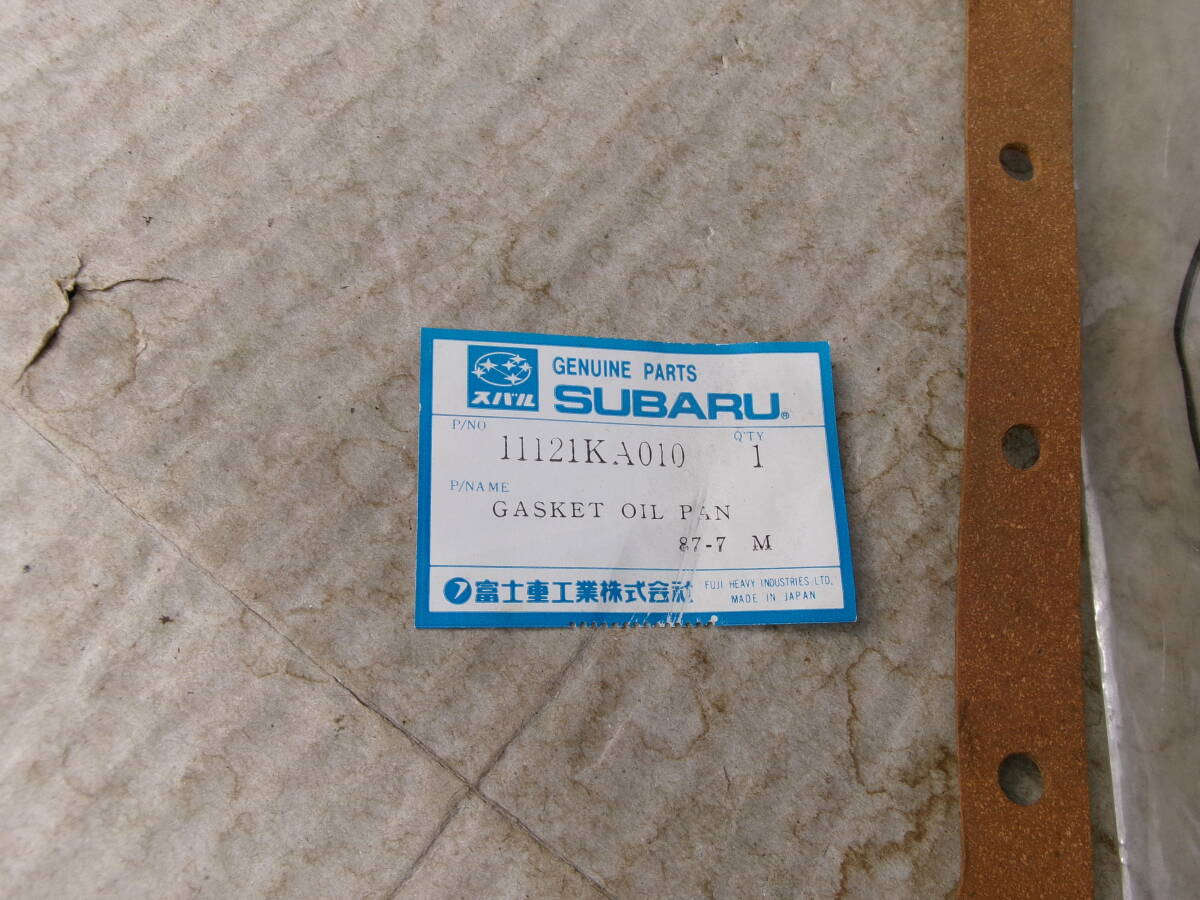 スバル
GENUINE PARTS
SUBARU®
P/NO
Q'TY
11121KA010 1
P/NAME
GASKET OIL PAN
87-7 M
富士重工業株式会社
FUJI HEAVY INDUSTRIES LTD.
MADE IN JAPAN